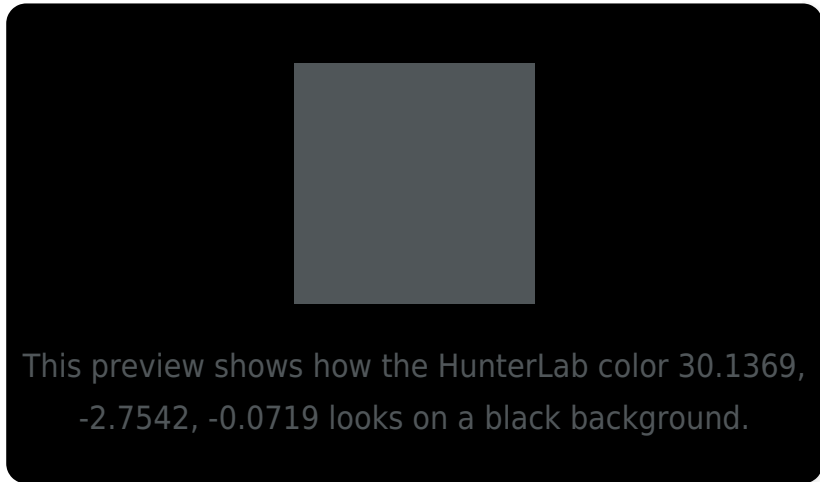 This preview shows how the HunterLab color 30.1369,
-2.7542, -0.0719 looks on a black background.